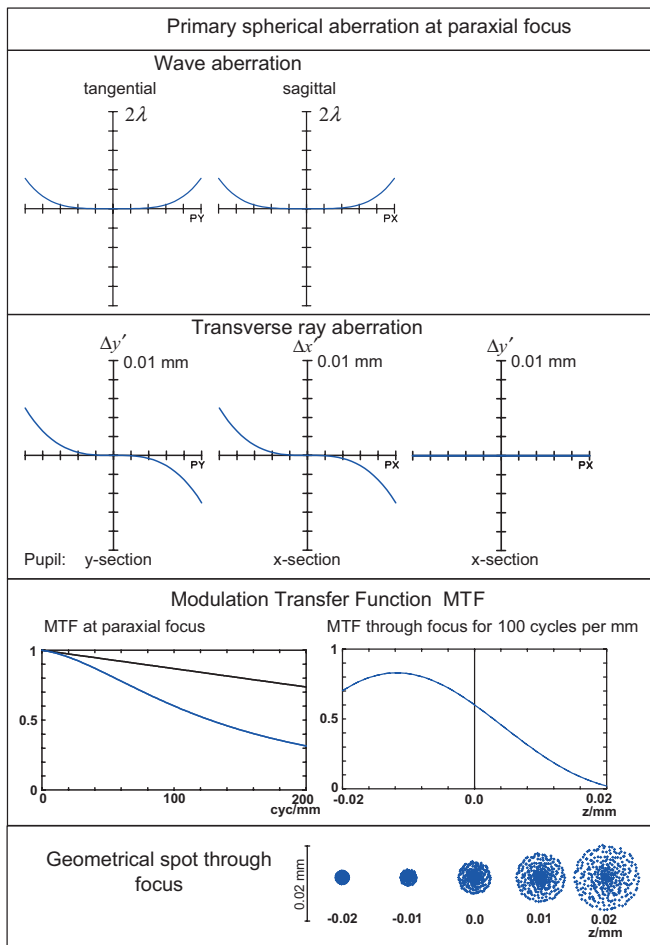 Primary spherical aberration at paraxial focus
Wave aberration
tangential sagittal
2λ 2λ
PY PX
Transverse ray aberration
Δy′ Δx′ Δy′
0.01 mm 0.01 mm 0.01 mm
PY PX PX
Pupil: y-section x-section x-section
Modulation Transfer Function MTF
MTF at paraxial focus MTF through focus for 100 cycles per mm
1 1
0.5 0.5
0 0
0 100 200 -0.02 0.0 0.02
cyc/mm z/mm
Geometrical spot through
focus
0.02 mm
-0.02 -0.01 0.0 0.01 0.02
z/mm